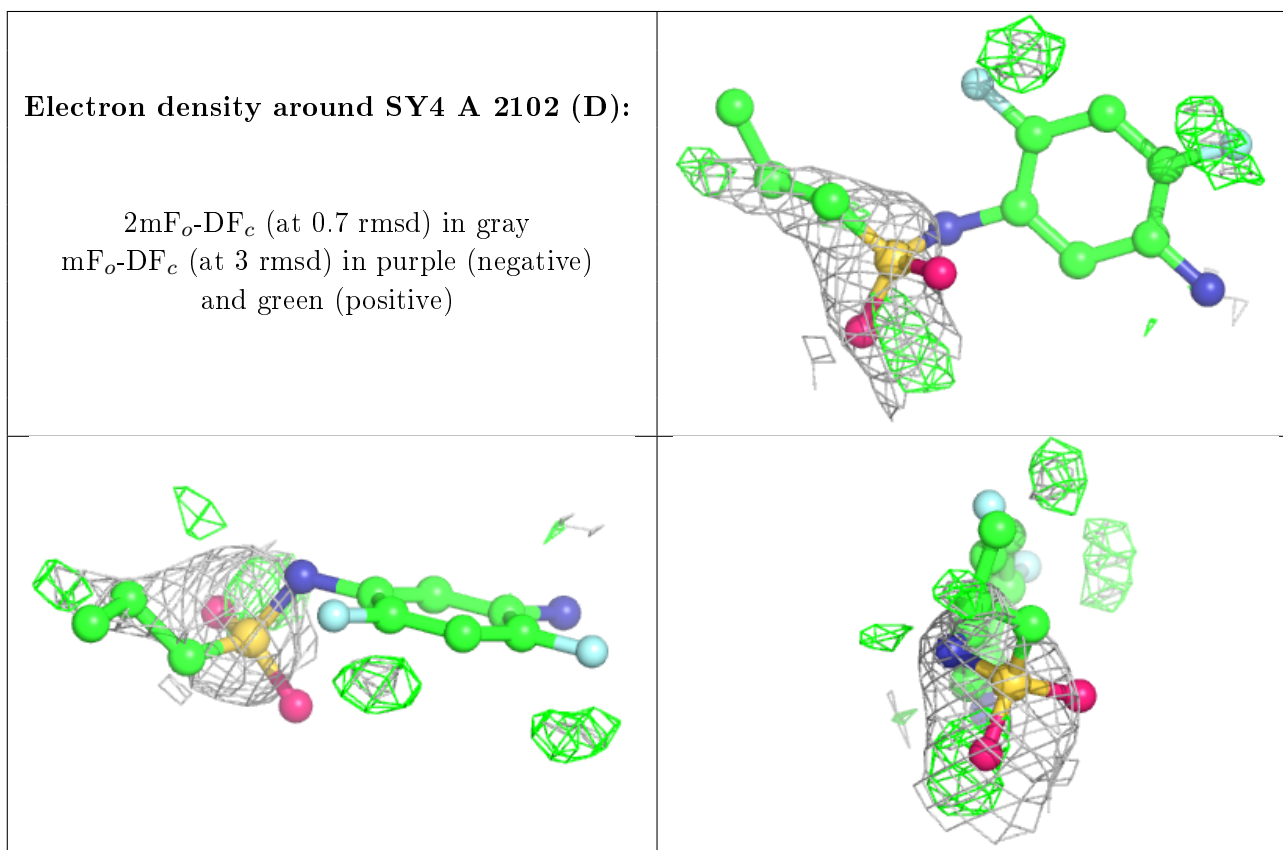 Electron density around SY4 A 2102 (D):
2mFo-DFc (at 0.7 rmsd) in gray
mFo-DFc (at 3 rmsd) in purple (negative)
and green (positive)